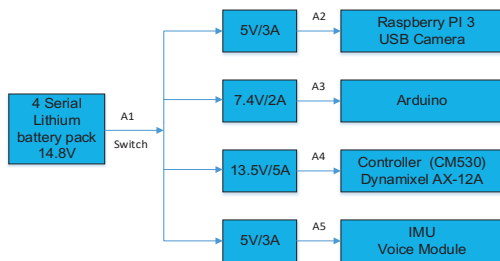 4 Serial
Lithium
battery pack
14.8V
A1
Switch
5V/3A
A2
Raspberry PI 3
USB Camera
7.4V/2A
A3
Arduino
13.5V/5A
A4
Controller (CM530)
Dynamixel AX-12A
5V/3A
A5
IMU
Voice Module